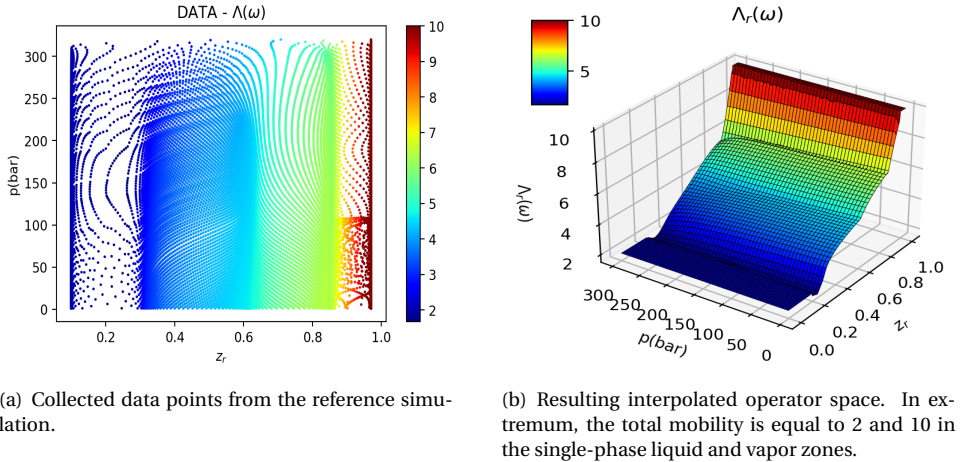 DATA - Λ(ω)
300
250
200
150
100
50
0
p(bar)
0.2 0.4 0.6 0.8 1.0
z_r
10
9
8
7
6
5
4
3
2
Λ_r(ω)
10
5
10
8
6
4
2
Λ_r(ω)
300 250 200 150 100 50 0
p(bar)
0.0 0.2 0.4 0.6 0.8 1.0
z_r
(a) Collected data points from the reference simu-
lation.
(b) Resulting interpolated operator space. In ex-
tremum, the total mobility is equal to 2 and 10 in
the single-phase liquid and vapor zones.